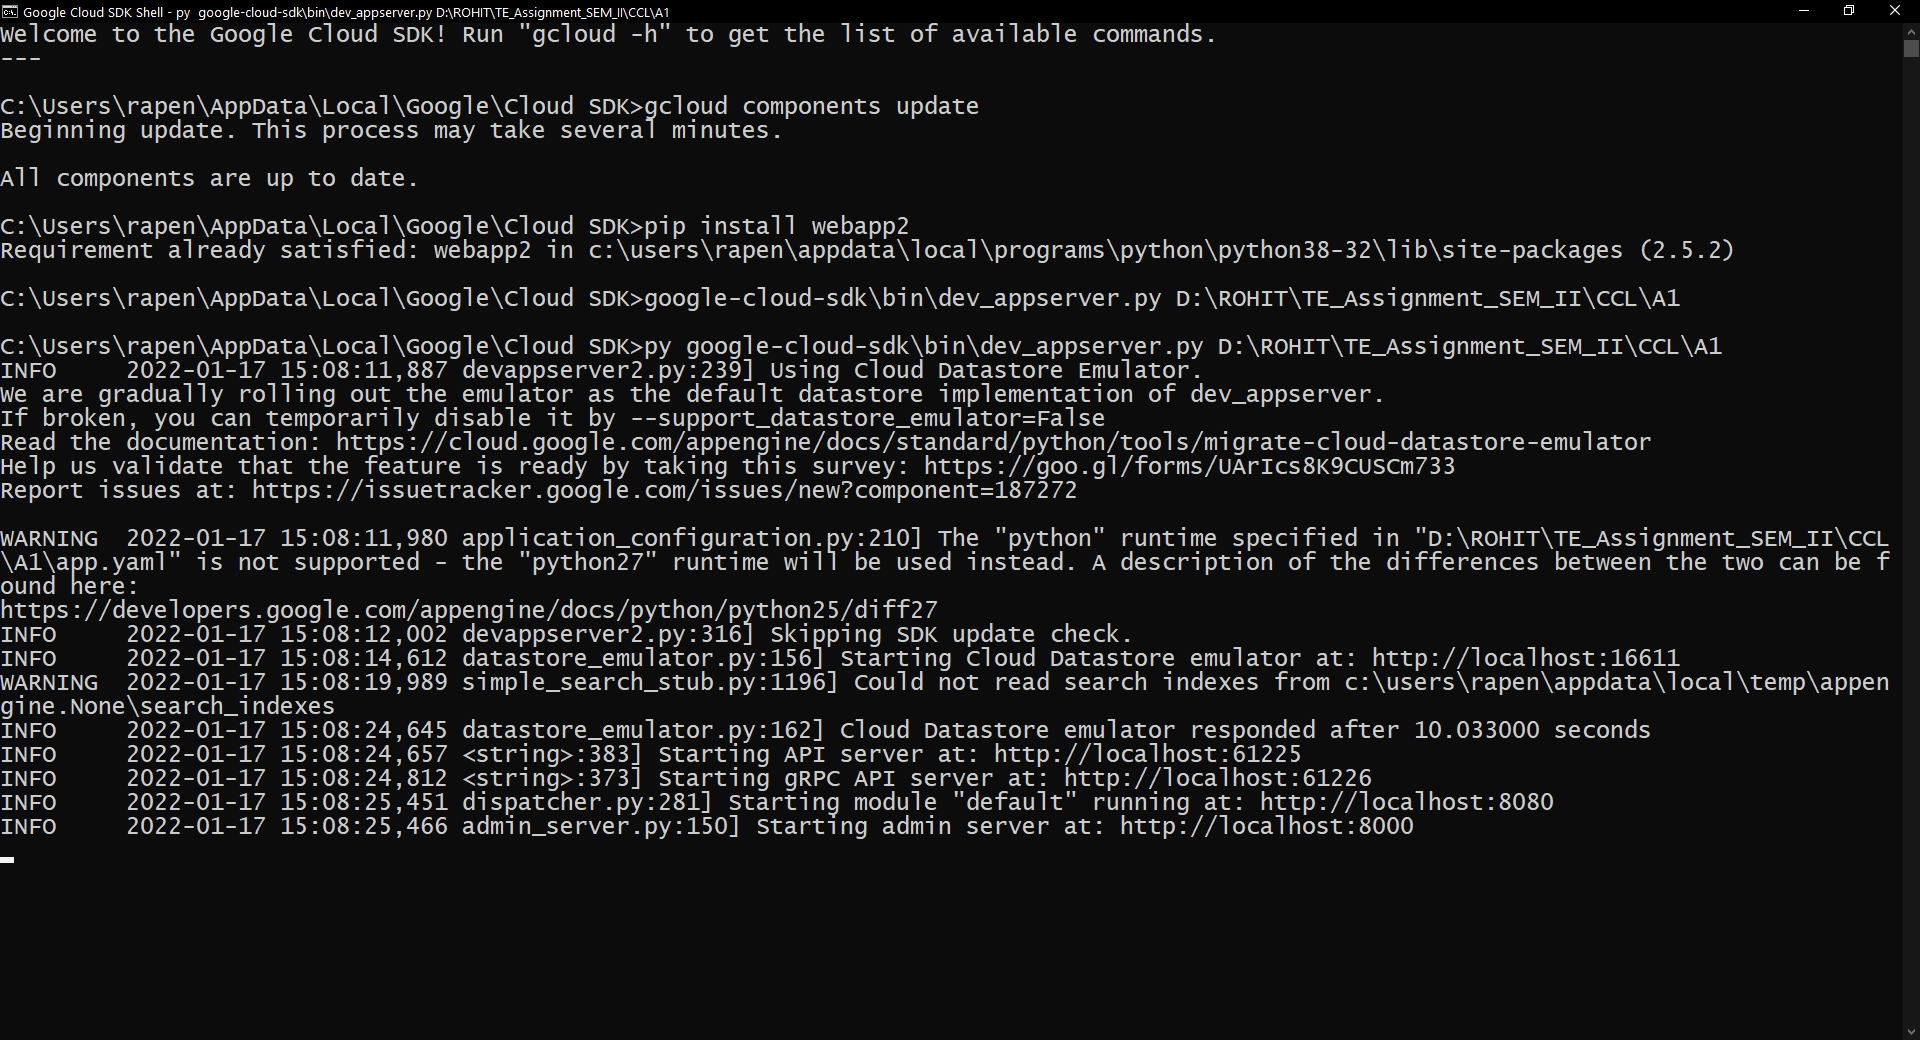 Google Cloud SDK Shell - py  google-cloud-sdk\bin\dev_appserver.py D:\ROHIT\TE_Assignment_SEM_II\CCL\A1
Welcome to the Google Cloud SDK! Run "gcloud -h" to get the list of available commands.
---
C:\Users\rapen\AppData\Local\Google\Cloud SDK>gcloud components update
Beginning update. This process may take several minutes.
All components are up to date.
C:\Users\rapen\AppData\Local\Google\Cloud SDK>pip install webapp2
Requirement already satisfied: webapp2 in c:\users\rapen\appdata\local\programs\python\python38-32\lib\site-packages (2.5.2)
C:\Users\rapen\AppData\Local\Google\Cloud SDK>google-cloud-sdk\bin\dev_appserver.py D:\ROHIT\TE_Assignment_SEM_II\CCL\A1
C:\Users\rapen\AppData\Local\Google\Cloud SDK>py google-cloud-sdk\bin\dev_appserver.py D:\ROHIT\TE_Assignment_SEM_II\CCL\A1
INFO     2022-01-17 15:08:11,887 devappserver2.py:239] Using Cloud Datastore Emulator.
We are gradually rolling out the emulator as the default datastore implementation of dev_appserver.
If broken, you can temporarily disable it by --support_datastore_emulator=False
Read the documentation: https://cloud.google.com/appengine/docs/standard/python/tools/migrate-cloud-datastore-emulator
Help us validate that the feature is ready by taking this survey: https://goo.gl/forms/UArIcs8K9CUSCm733
Report issues at: https://issuetracker.google.com/issues/new?component=187272
WARNING  2022-01-17 15:08:11,980 application_configuration.py:210] The "python" runtime specified in "D:\ROHIT\TE_Assignment_SEM_II\CCL
\A1\app.yaml" is not supported - the "python27" runtime will be used instead. A description of the differences between the two can be f
ound here:
https://developers.google.com/appengine/docs/python/python25/diff27
INFO     2022-01-17 15:08:12,002 devappserver2.py:316] Skipping SDK update check.
INFO     2022-01-17 15:08:14,612 datastore_emulator.py:156] Starting Cloud Datastore emulator at: http://localhost:16611
WARNING  2022-01-17 15:08:19,989 simple_search_stub.py:1196] Could not read search indexes from c:\users\rapen\appdata\local\temp\appen
gine.None\search_indexes
INFO     2022-01-17 15:08:24,645 datastore_emulator.py:162] Cloud Datastore emulator responded after 10.033000 seconds
INFO     2022-01-17 15:08:24,657 <string>:383] Starting API server at: http://localhost:61225
INFO     2022-01-17 15:08:24,812 <string>:373] Starting gRPC API server at: http://localhost:61226
INFO     2022-01-17 15:08:25,451 dispatcher.py:281] Starting module "default" running at: http://localhost:8080
INFO     2022-01-17 15:08:25,466 admin_server.py:150] Starting admin server at: http://localhost:8000